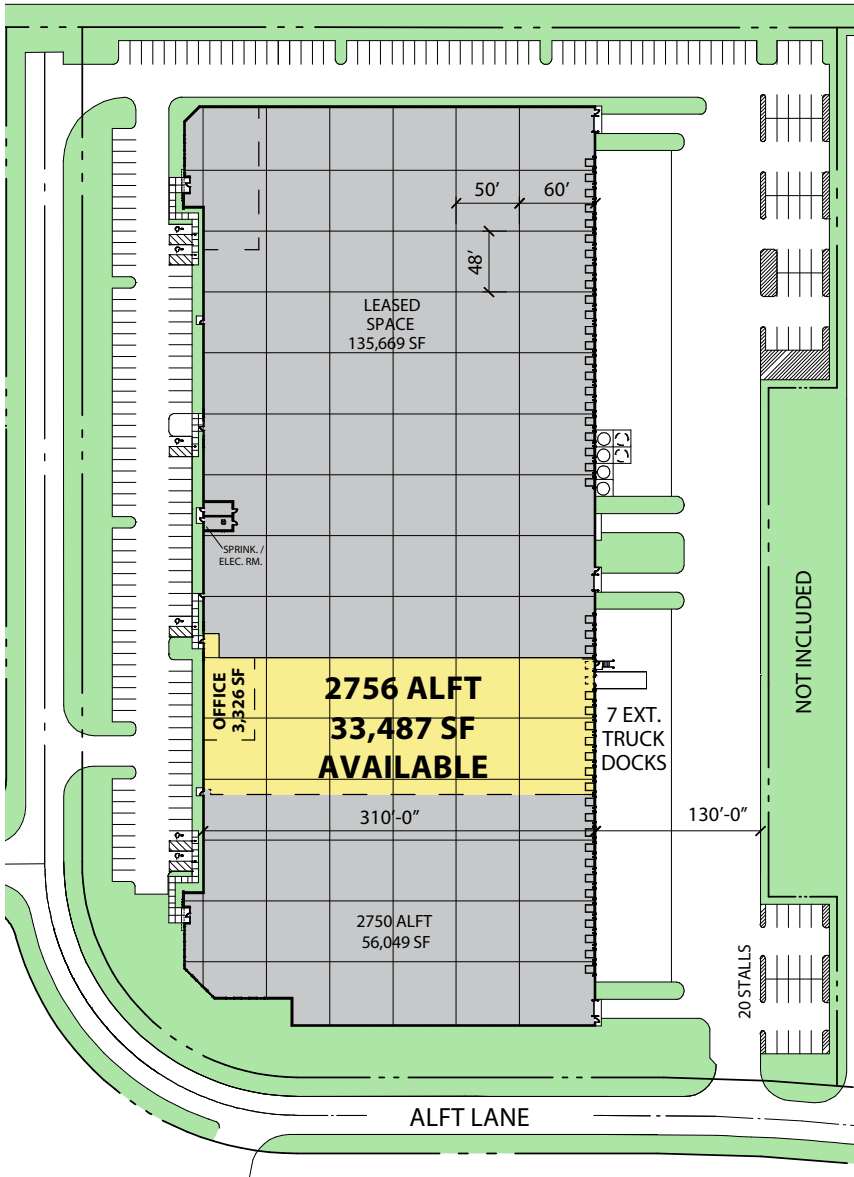 50’
60’
48’
LEASED
SPACE
135,669 SF
SPRINK. /
ELEC. RM.
OFFICE
3,326 SF
2756 ALFT
33,487 SF
AVAILABLE
7 EXT.
TRUCK
DOCKS
NOT INCLUDED
310’-0”
130’-0”
2750 ALFT
56,049 SF
20 STALLS
ALFT LANE